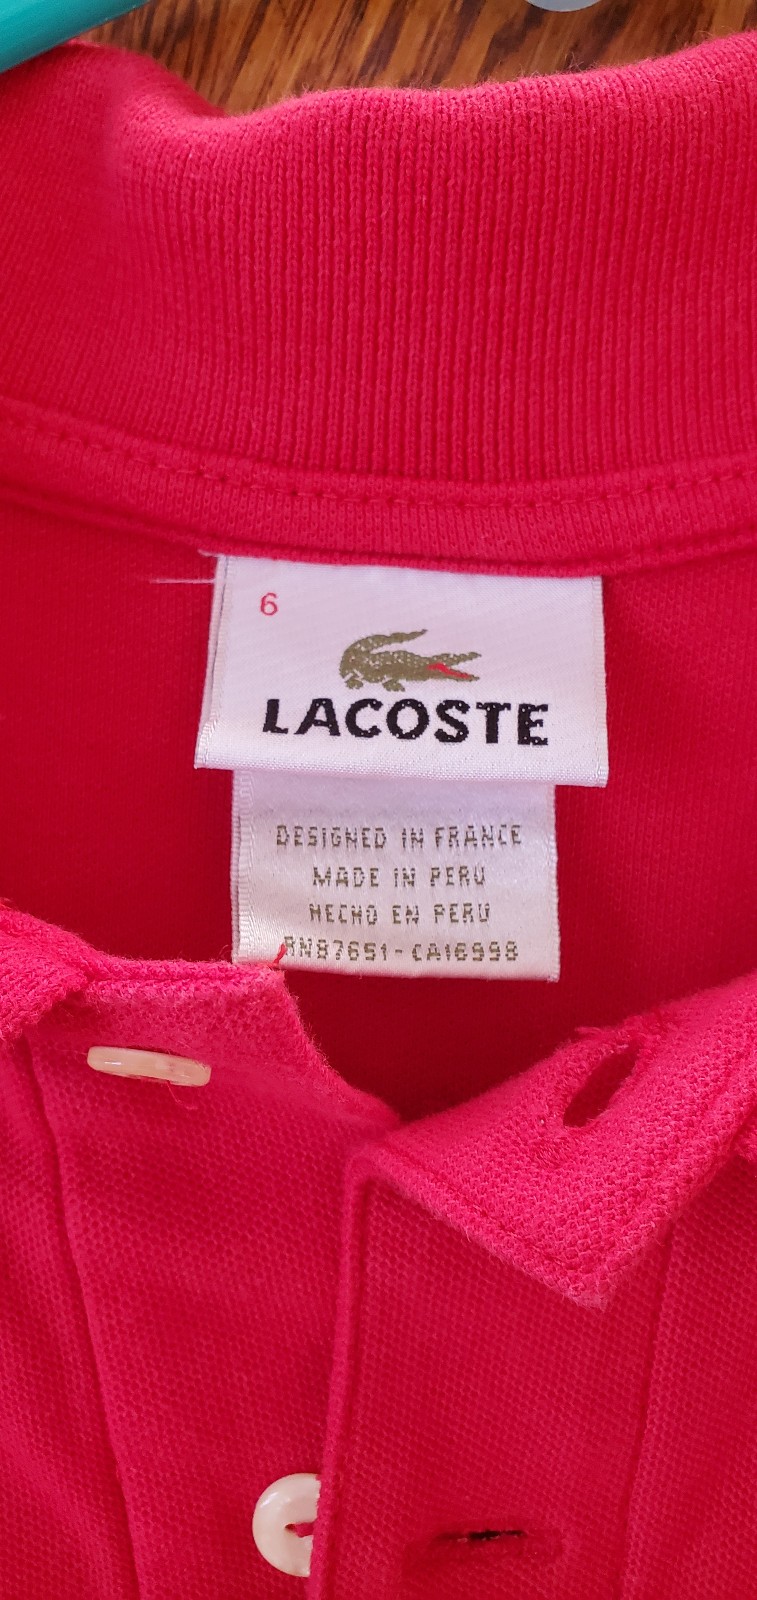 6
LACOSTE
DESIGNED IN FRANCE
MADE IN PERU
HECHO EN PERU
RN87651-CA16998